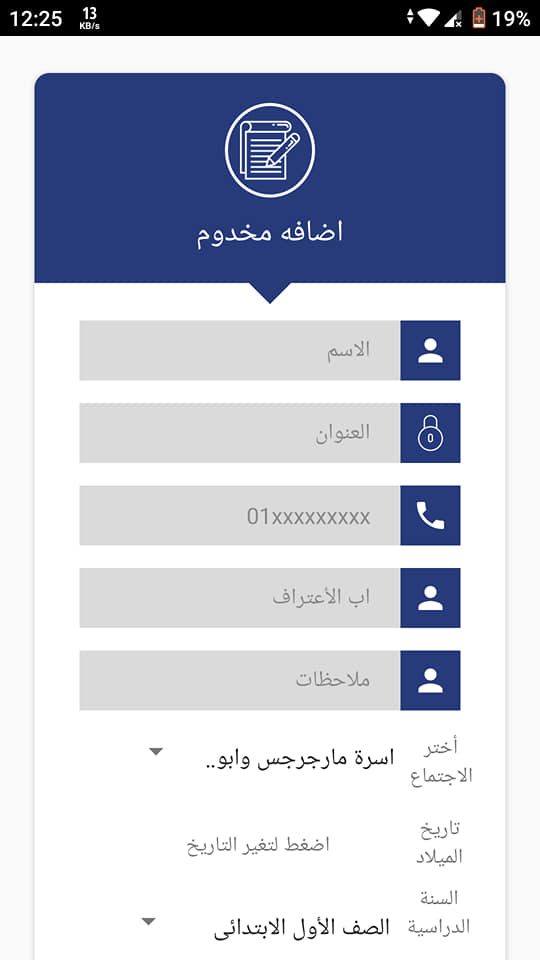 12:25
13
KB/s
19%
اضافه مخدوم
الاسم
العنوان
0
01xxxxxxxxx
اب الأعتراف
ملاحظات
أختر
الاجتماع
اسرة مارجرجس وابو..
تاريخ
الميلاد
اضغط لتغير التاريخ
السنة
الدراسية
الصف الأول الابتدائى